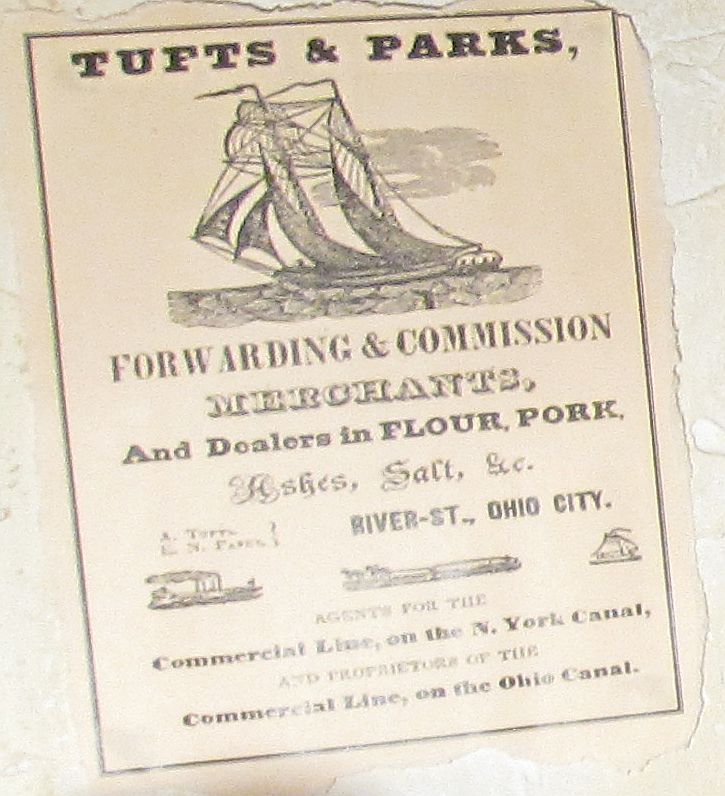 TUFTS & PARKS,
FORWARDING & COMMISSION
MERCHANTS,
And Dealers in FLOUR, PORK,
Ashes, Salt, &c.
A. Tufts,
RIVER-ST., OHIO CITY.
AGENTS FOR THE
Commercial Line, on the N. York Canal,
AND PROPRIETORS OF THE
Commercial Line, on the Ohio Canal.